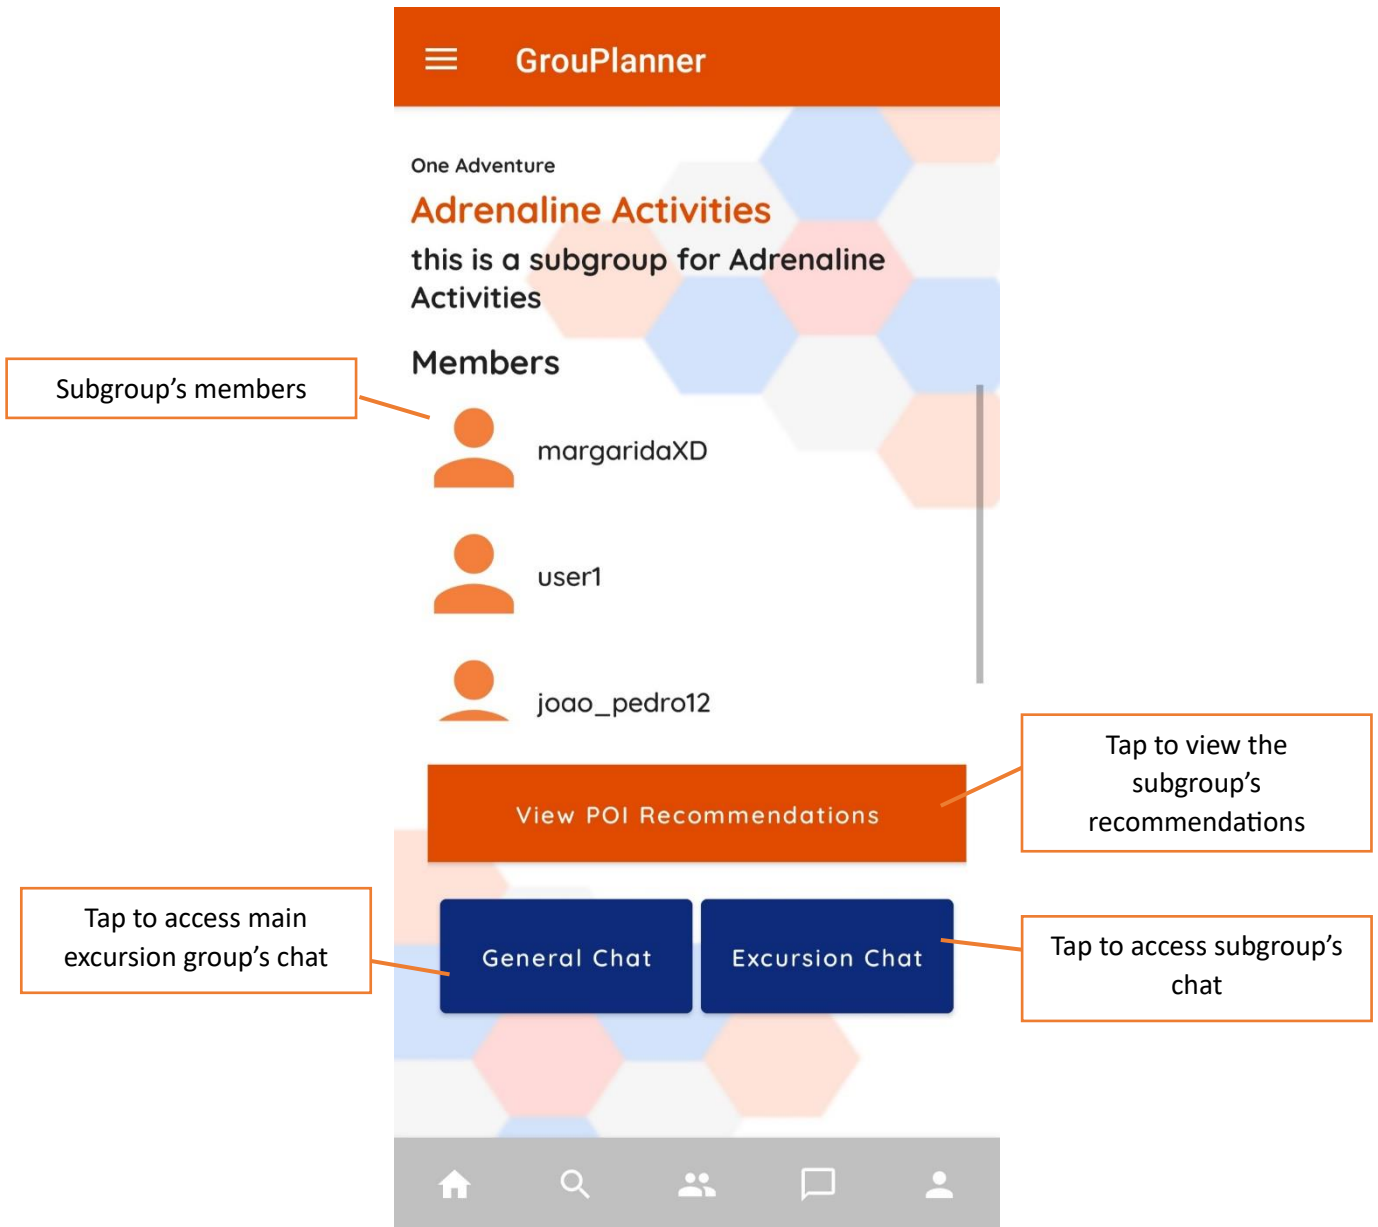 GrouPlanner
One Adventure
Adrenaline Activities
this is a subgroup for Adrenaline
Activities
Members
Subgroup’s members
margaridaXD
user1
joao_pedro12
Tap to view the
subgroup’s
recommendations
View POI Recommendations
Tap to access main
excursion group’s chat
General Chat
Excursion Chat
Tap to access subgroup’s
chat